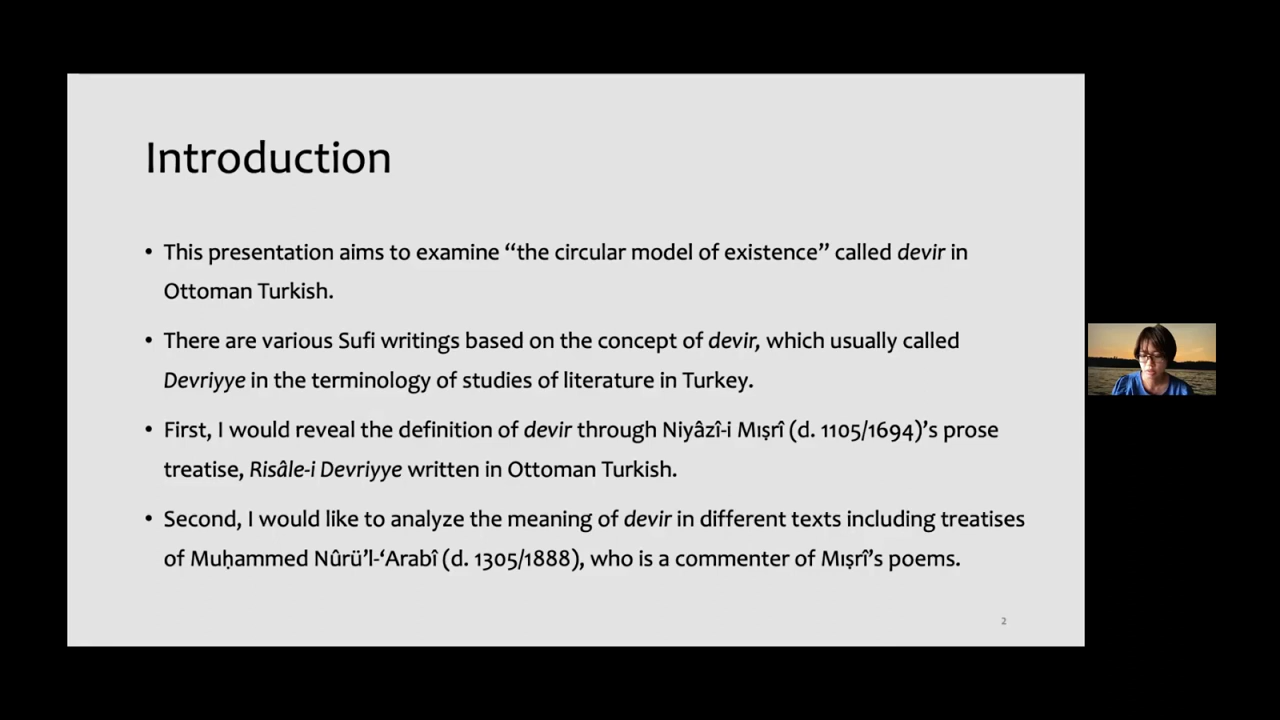 Introduction
• This presentation aims to examine “the circular model of existence” called devir in
Ottoman Turkish.
• There are various Sufi writings based on the concept of devir, which usually called
Devriyye in the terminology of studies of literature in Turkey.
• First, I would reveal the definition of devir through Niyâzî-i Mıṣrî (d. 1105/1694)’s prose
treatise, Risâle-i Devriyye written in Ottoman Turkish.
• Second, I would like to analyze the meaning of devir in different texts including treatises
of Muḥammed Nûrü’l-‘Arabî (d. 1305/1888), who is a commenter of Mıṣrî’s poems.
2